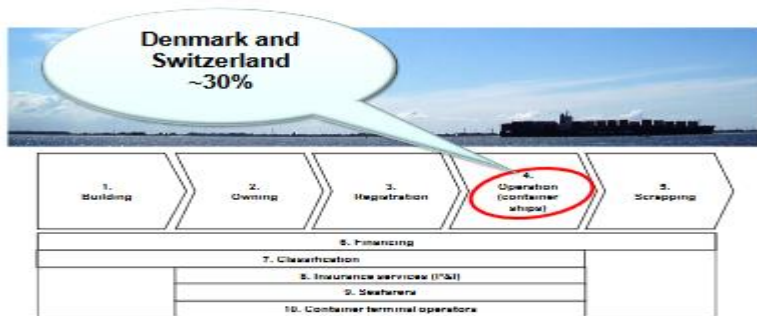 Denmark and
Switzerland
~30%
1.
Building
2.
Owning
3.
Registration
4.
Operation
(container
ships)
5.
Scrapping
6. Financing
7. Classification
8. Insurance services (P&I)
9. Seafarers
10. Container terminal operators